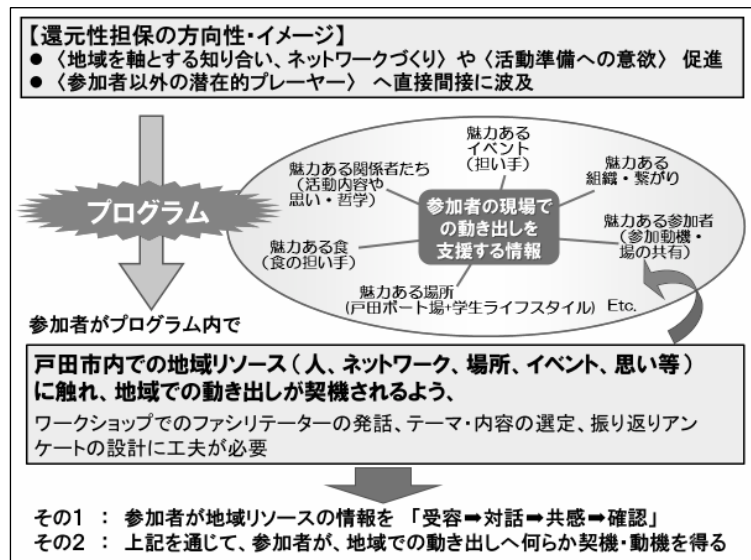 【還元性担保の方向性・イメージ】
● 〈地域を軸とする知り合い、ネットワークづくり〉 や 〈活動準備への意欲〉 促進
● 〈参加者以外の潜在的プレーヤー〉 へ直接間接に波及
プログラム
魅力ある
イベント
(担い手)
魅力ある関係者たち
(活動内容や
思い・哲学)
魅力ある
組織・繋がり
参加者の現場で
の動き出しを
支援する情報
魅力ある参加者
(参加動機・
場の共有)
魅力ある食
(食の担い手)
魅力ある場所
(戸田ボート場+学生ライフスタイル) Etc.
参加者がプログラム内で
戸田市内での地域リソース(人、ネットワーク、場所、イベント、思い等)
に触れ、地域での動き出しが契機されるよう、
ワークショップでのファシリテーターの発話、テーマ・内容の選定、振り返りアン
ケートの設計に工夫が必要
その1 : 参加者が地域リソースの情報を 「受容➡対話➡共感➡確認」
その2 : 上記を通じて、参加者が、地域での動き出しへ何らか契機・動機を得る